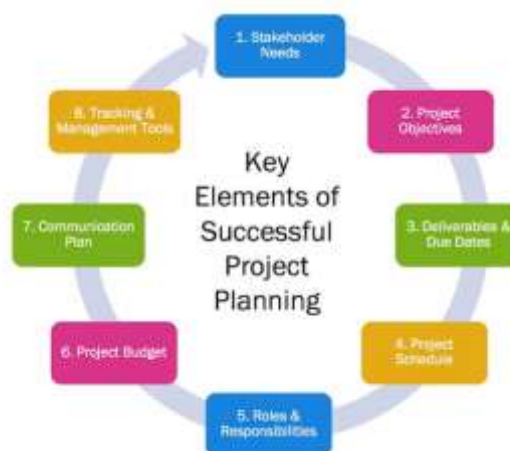 1. Stakeholder
Needs
2. Project
Objectives
3. Deliverables &
Due Dates
4. Project
Schedule
5. Roles &
Responsibilities
6. Project Budget
7. Communication
Plan
8. Tracking &
Management Tools
Key
Elements of
Successful
Project
Planning